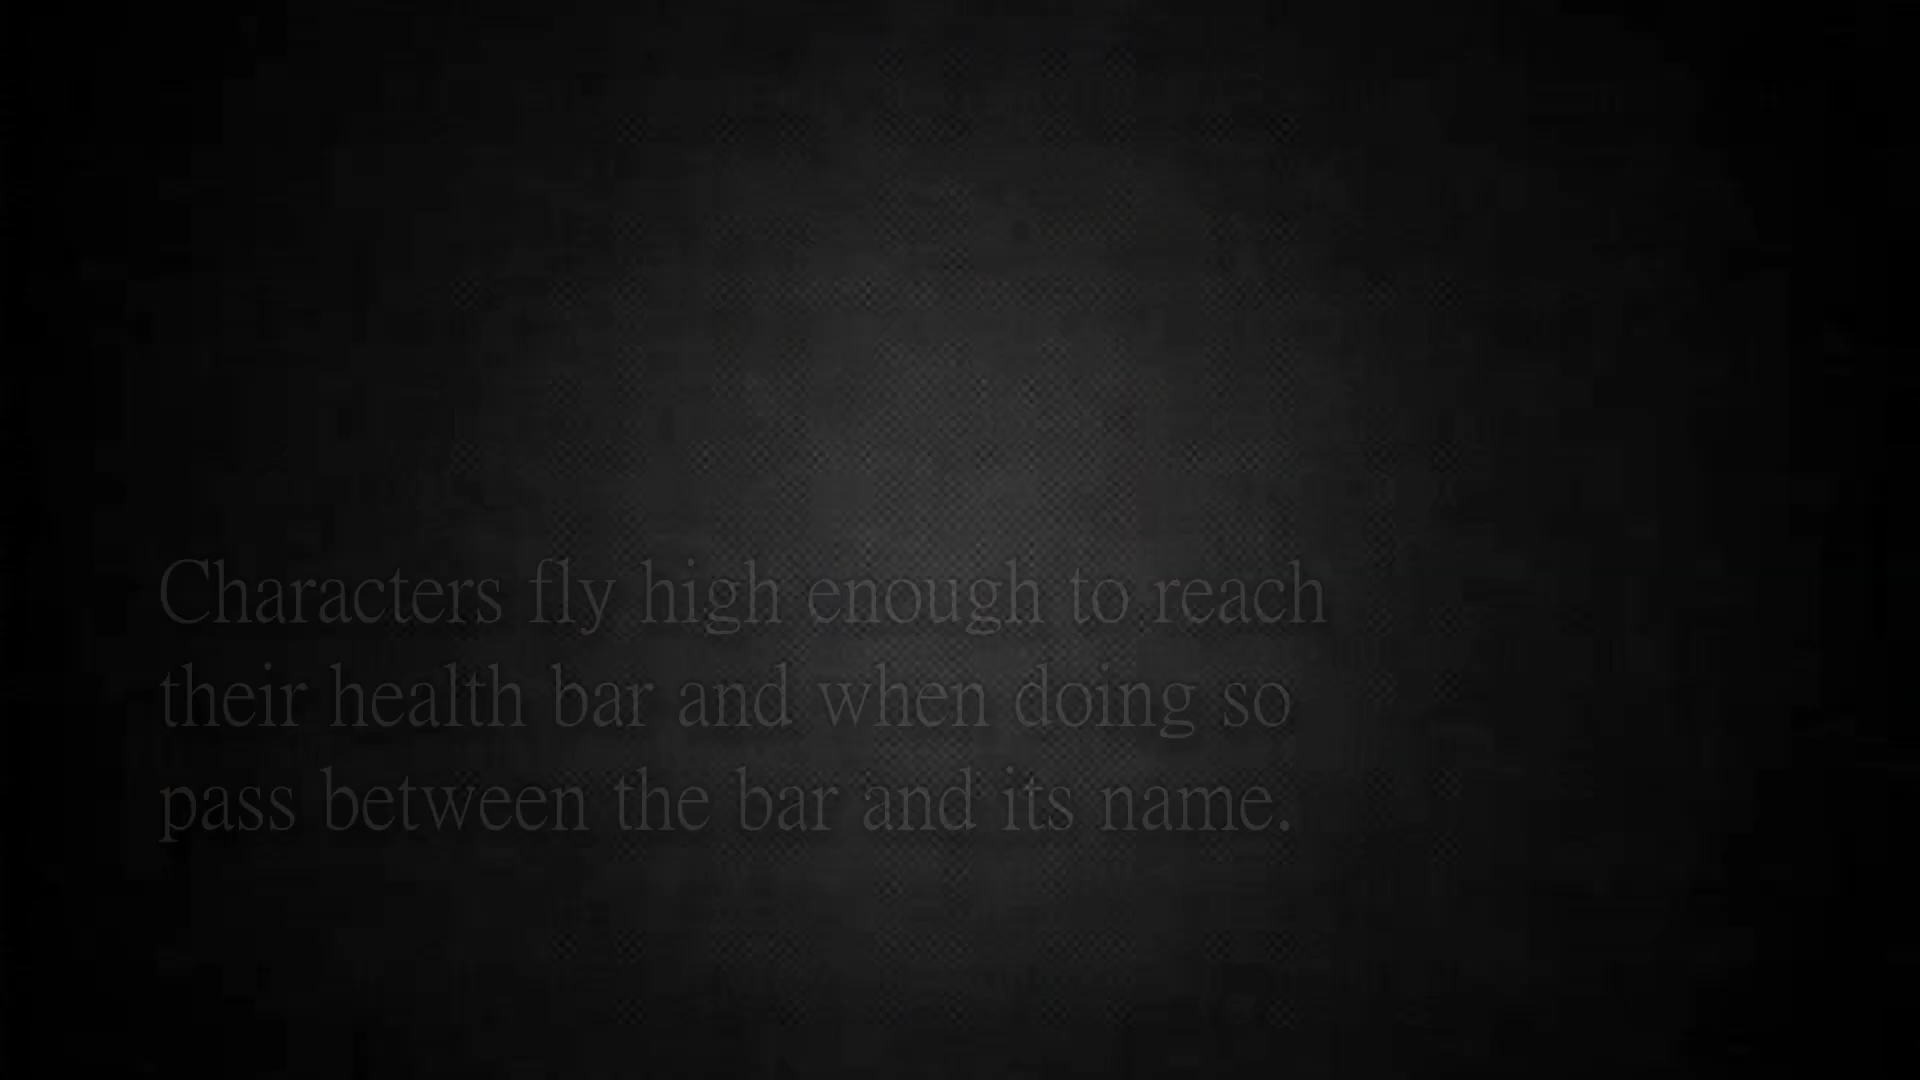 Characters fly high enough to reach
their health bar and when doing so
pass between the bar and its name.